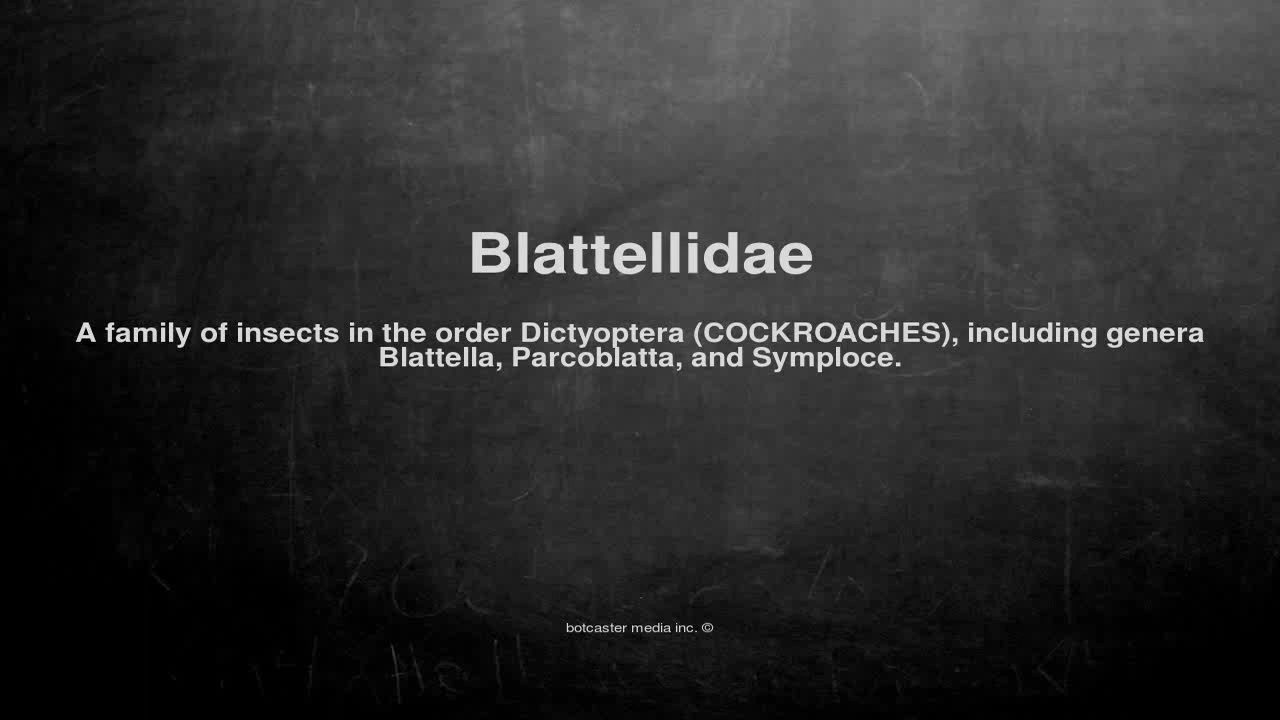 Blattellidae
A family of insects in the order Dictyoptera (COCKROACHES), including genera
Blattella, Parcoblatta, and Symploce.
botcaster media inc. ©